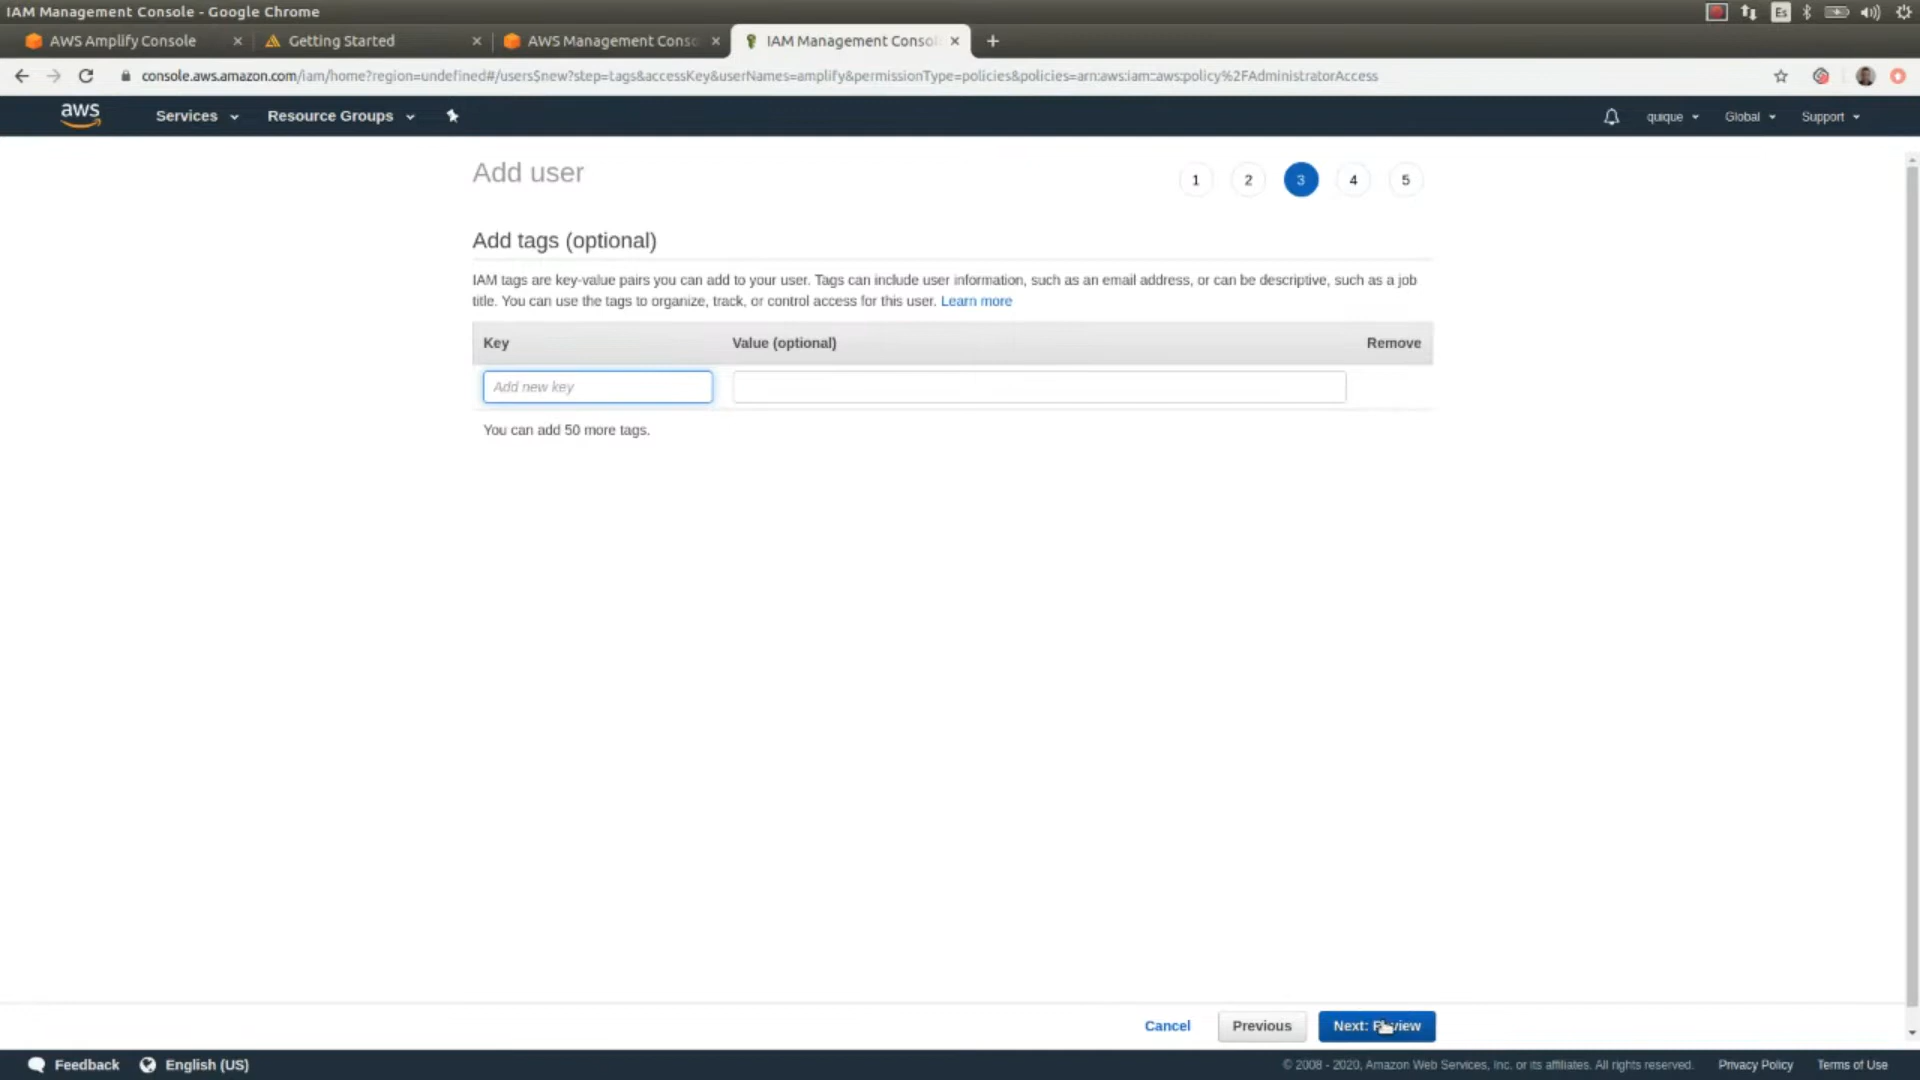 IAM Management Console - Google Chrome
Es
AWS Amplify Console
Getting Started
AWS Management Conso
IAM Management Consol
console.aws.amazon.com/iam/home?region=undefined#/users$new?step=tags&accessKey&userNames=amplify&permissionType=policies&policies=arn:aws:iam::aws:policy%2FAdministratorAccess
aws
Services
Resource Groups
quique
Global
Support
Add user
1
2
3
4
5
Add tags (optional)
IAM tags are key-value pairs you can add to your user. Tags can include user information, such as an email address, or can be descriptive, such as a job
title. You can use the tags to organize, track, or control access for this user. Learn more
Key
Value (optional)
Remove
Add new key
You can add 50 more tags.
Cancel
Previous
Next: Review
Feedback
English (US)
© 2008 - 2020, Amazon Web Services, Inc. or its affiliates. All rights reserved.
Privacy Policy
Terms of Use